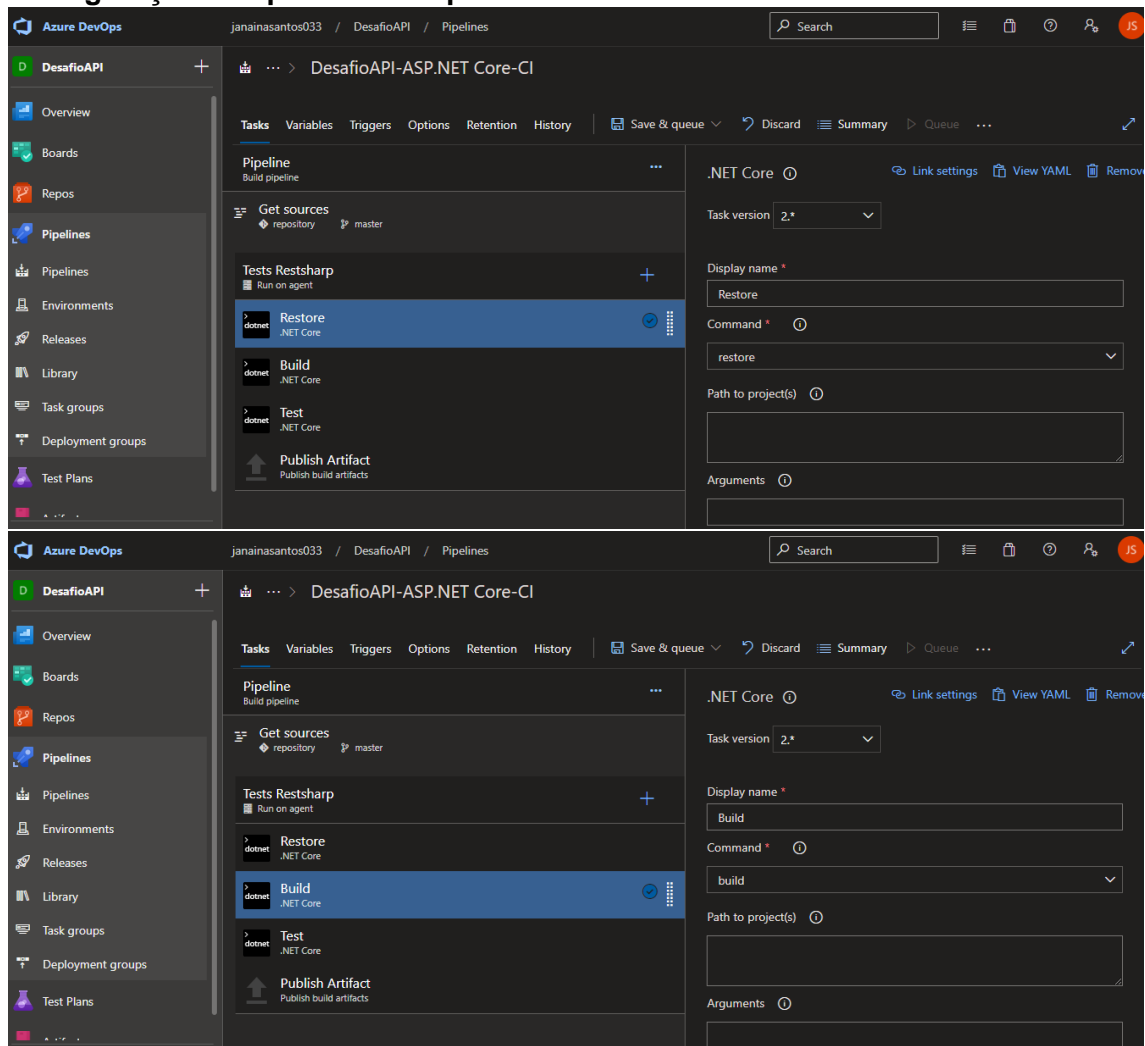 Azure DevOps
janainasantos033 / DesafioAPI / Pipelines
Search
JS
D DesafioAPI
DesafioAPI-ASP.NET Core-CI
Overview
Boards
Repos
Pipelines
Pipelines
Environments
Releases
Library
Task groups
Deployment groups
Test Plans
Tasks Variables Triggers Options Retention History Save & queue Discard Summary Queue ...
Pipeline
Build pipeline
Get sources
repository master
Tests Restsharp
Run on agent
dotnet Restore
.NET Core
dotnet Build
.NET Core
dotnet Test
.NET Core
Publish Artifact
Publish build artifacts
.NET Core Link settings View YAML Remove
Task version 2.*
Display name *
Restore
Command *
restore
Path to project(s)
Arguments
Azure DevOps
janainasantos033 / DesafioAPI / Pipelines
Search
JS
D DesafioAPI
DesafioAPI-ASP.NET Core-CI
Overview
Boards
Repos
Pipelines
Pipelines
Environments
Releases
Library
Task groups
Deployment groups
Test Plans
Tasks Variables Triggers Options Retention History Save & queue Discard Summary Queue ...
Pipeline
Build pipeline
Get sources
repository master
Tests Restsharp
Run on agent
dotnet Restore
.NET Core
dotnet Build
.NET Core
dotnet Test
.NET Core
Publish Artifact
Publish build artifacts
.NET Core Link settings View YAML Remove
Task version 2.*
Display name *
Build
Command *
build
Path to project(s)
Arguments